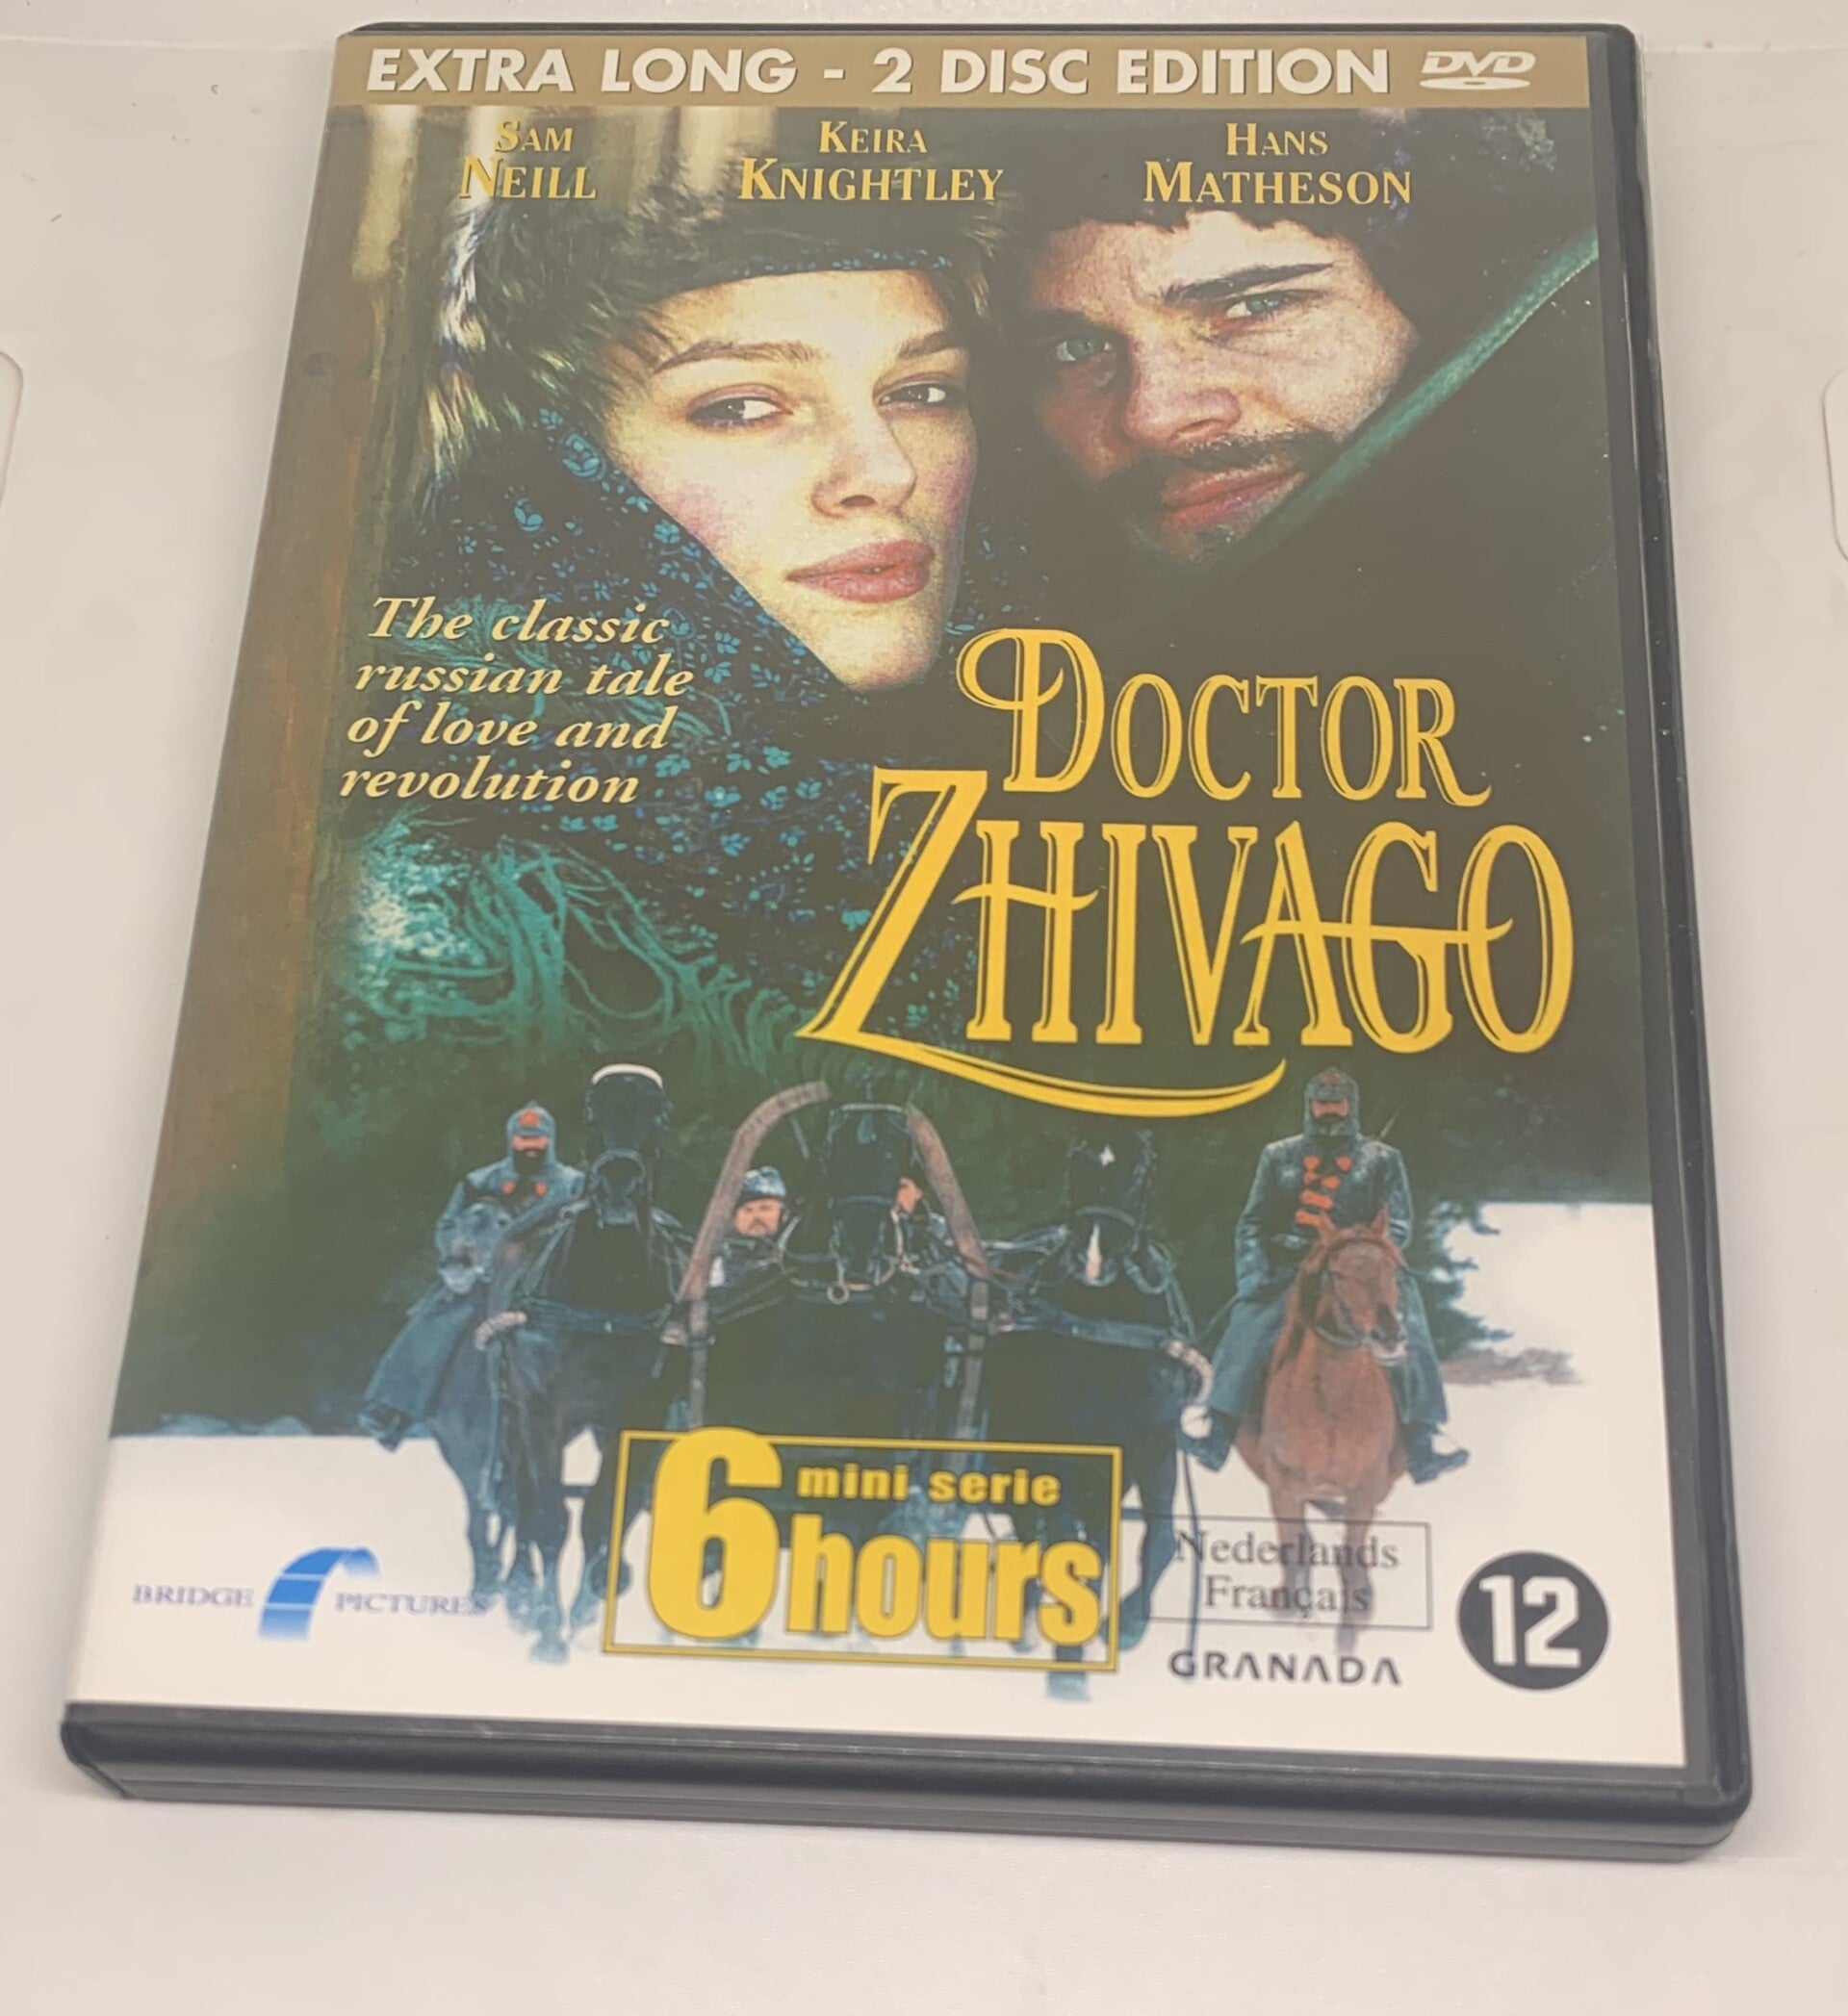 EXTRA LONG - 2 DISC EDITION DVD
SAM NEILL
KEIRA KNIGHTLEY
HANS MATHESON
The classic
russian tale
of love and
revolution
DOCTOR
ZHIVAGO
6 mini serie
hours
BRIDGE PICTURES
Nederlands
Français
GRANADA
12